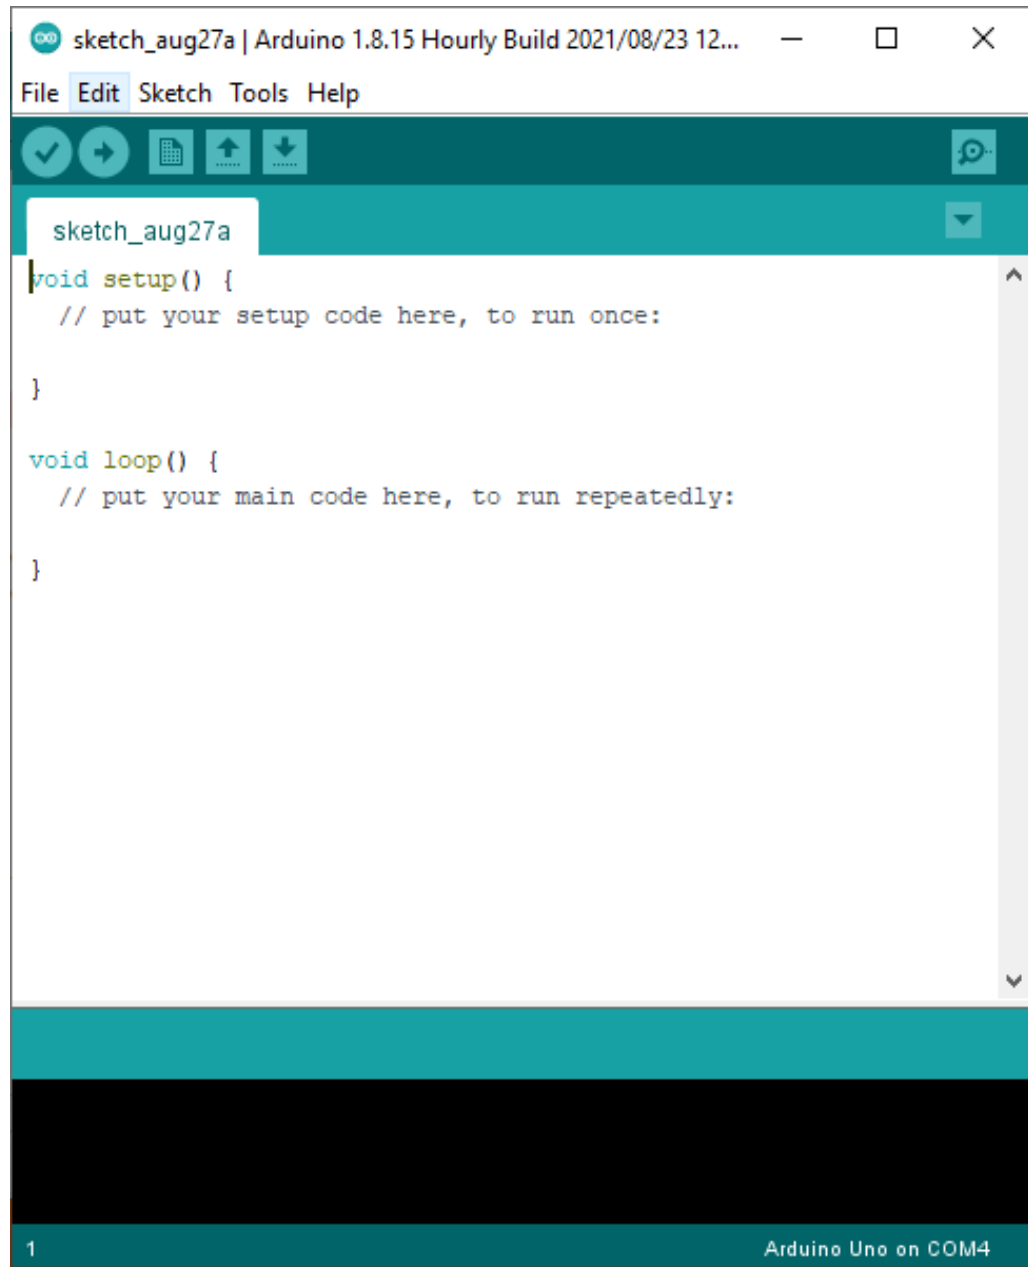 sketch_aug27a | Arduino 1.8.15 Hourly Build 2021/08/23 12...
File Edit Sketch Tools Help
sketch_aug27a
void setup() {
  // put your setup code here, to run once:
}
void loop() {
  // put your main code here, to run repeatedly:
}
1 Arduino Uno on COM4